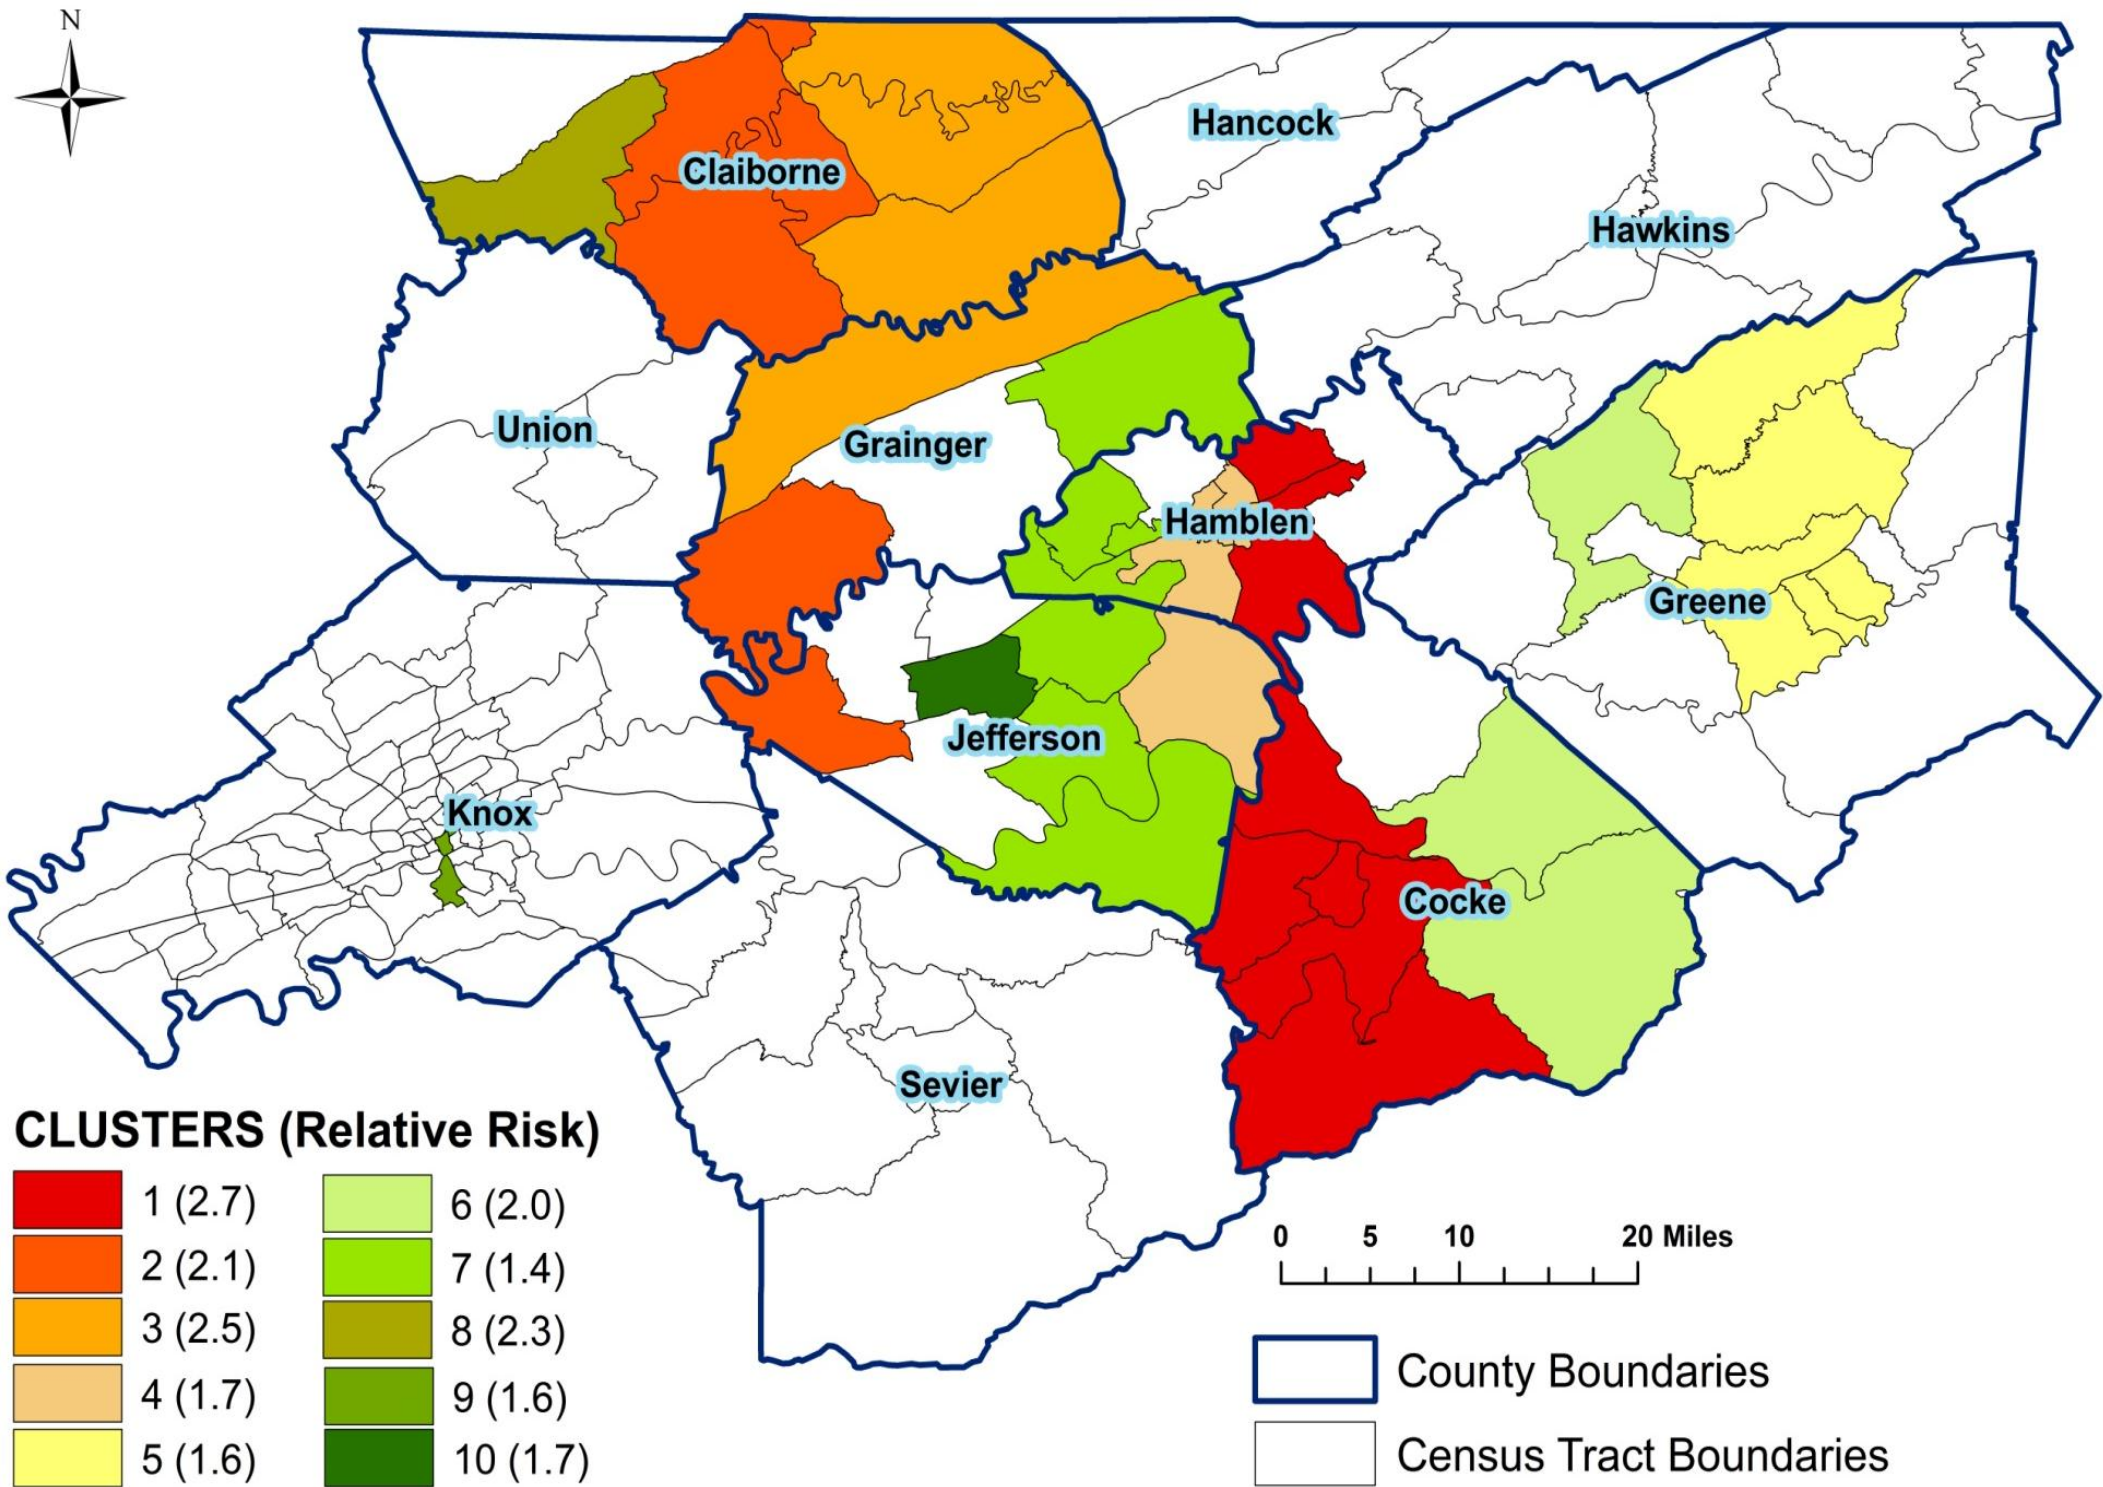 N
Hancock
Claiborne
Hawkins
Union
Grainger
Hamblen
Greene
Jefferson
Knox
Cocke
Sevier
CLUSTERS (Relative Risk)
1 (2.7)
2 (2.1)
3 (2.5)
4 (1.7)
5 (1.6)
6 (2.0)
7 (1.4)
8 (2.3)
9 (1.6)
10 (1.7)
0 5 10 20 Miles
County Boundaries
Census Tract Boundaries